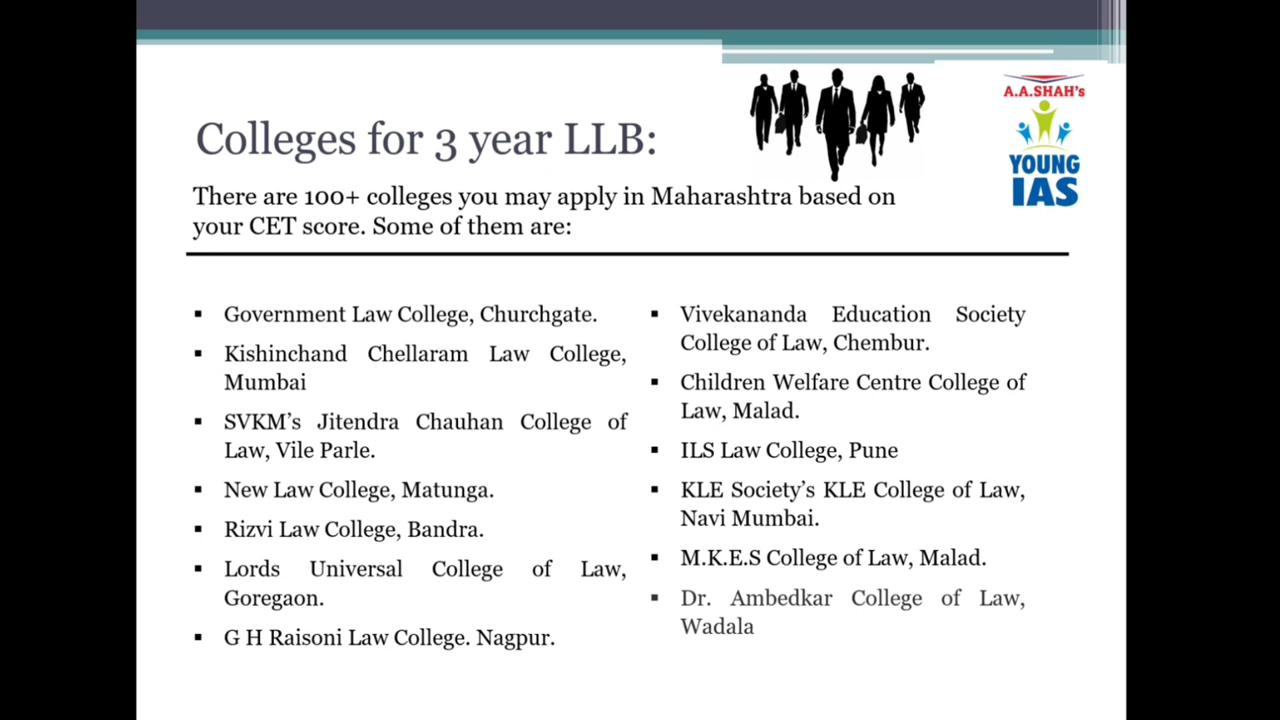 A.A.SHAH's
YOUNG
IAS
Colleges for 3 year LLB:
There are 100+ colleges you may apply in Maharashtra based on
your CET score. Some of them are:
▪ Government Law College, Churchgate.
▪ Kishinchand Chellaram Law College,
Mumbai
▪ SVKM’s Jitendra Chauhan College of
Law, Vile Parle.
▪ New Law College, Matunga.
▪ Rizvi Law College, Bandra.
▪ Lords Universal College of Law,
Goregaon.
▪ G H Raisoni Law College. Nagpur.
▪ Vivekananda Education Society
College of Law, Chembur.
▪ Children Welfare Centre College of
Law, Malad.
▪ ILS Law College, Pune
▪ KLE Society’s KLE College of Law,
Navi Mumbai.
▪ M.K.E.S College of Law, Malad.
▪ Dr. Ambedkar College of Law,
Wadala